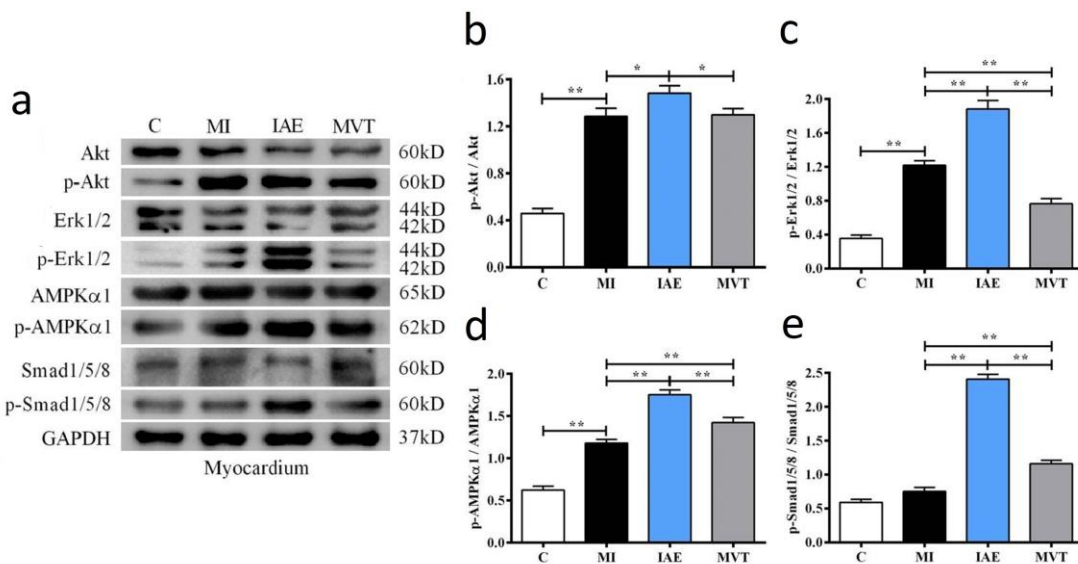 a
C MI IAE MVT
Akt 60kD
p-Akt 60kD
Erk1/2 44kD
42kD
p-Erk1/2 44kD
42kD
AMPKα1 65kD
p-AMPKα1 62kD
Smad1/5/8 60kD
p-Smad1/5/8 60kD
GAPDH 37kD
Myocardium
b
p-Akt / Akt
1.6
1.2
0.8
0.4
0.0
** * *
C MI IAE MVT
c
p-Erk1/2 / Erk1/2
2.0
1.6
1.2
0.8
0.4
0.0
**
** **
**
C MI IAE MVT
d
p-AMPKα1 / AMPKα1
2.0
1.5
1.0
0.5
0.0
**
** **
**
C MI IAE MVT
e
p-Smad1/5/8 / Smad1/5/8
2.5
2.0
1.5
1.0
0.5
0.0
**
** **
C MI IAE MVT